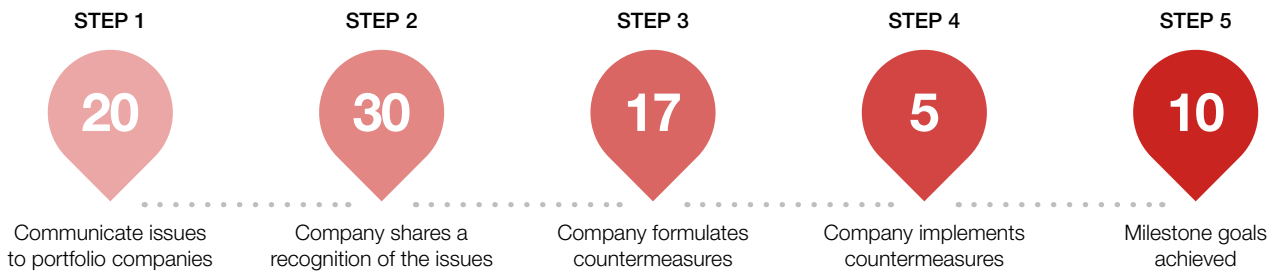 STEP 1
STEP 2
STEP 3
STEP 4
STEP 5
20
30
17
5
10
Communicate issues
to portfolio companies
Company shares a
recognition of the issues
Company formulates
countermeasures
Company implements
countermeasures
Milestone goals
achieved